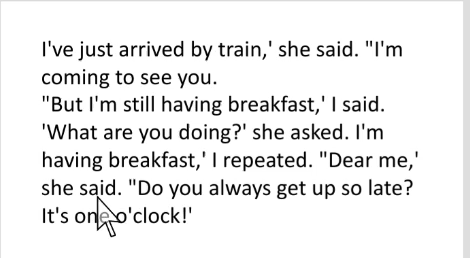 I've just arrived by train,' she said. "I'm
coming to see you.
"But I'm still having breakfast,' I said.
'What are you doing?' she asked. I'm
having breakfast,' I repeated. "Dear me,'
she said. "Do you always get up so late?
It's one o'clock!'